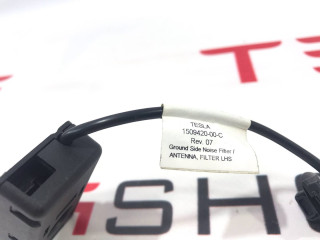 TESLA
1509420-00-C
Rev. 07
Ground Side Noise Filter /
ANTENNA, FILTER LHS